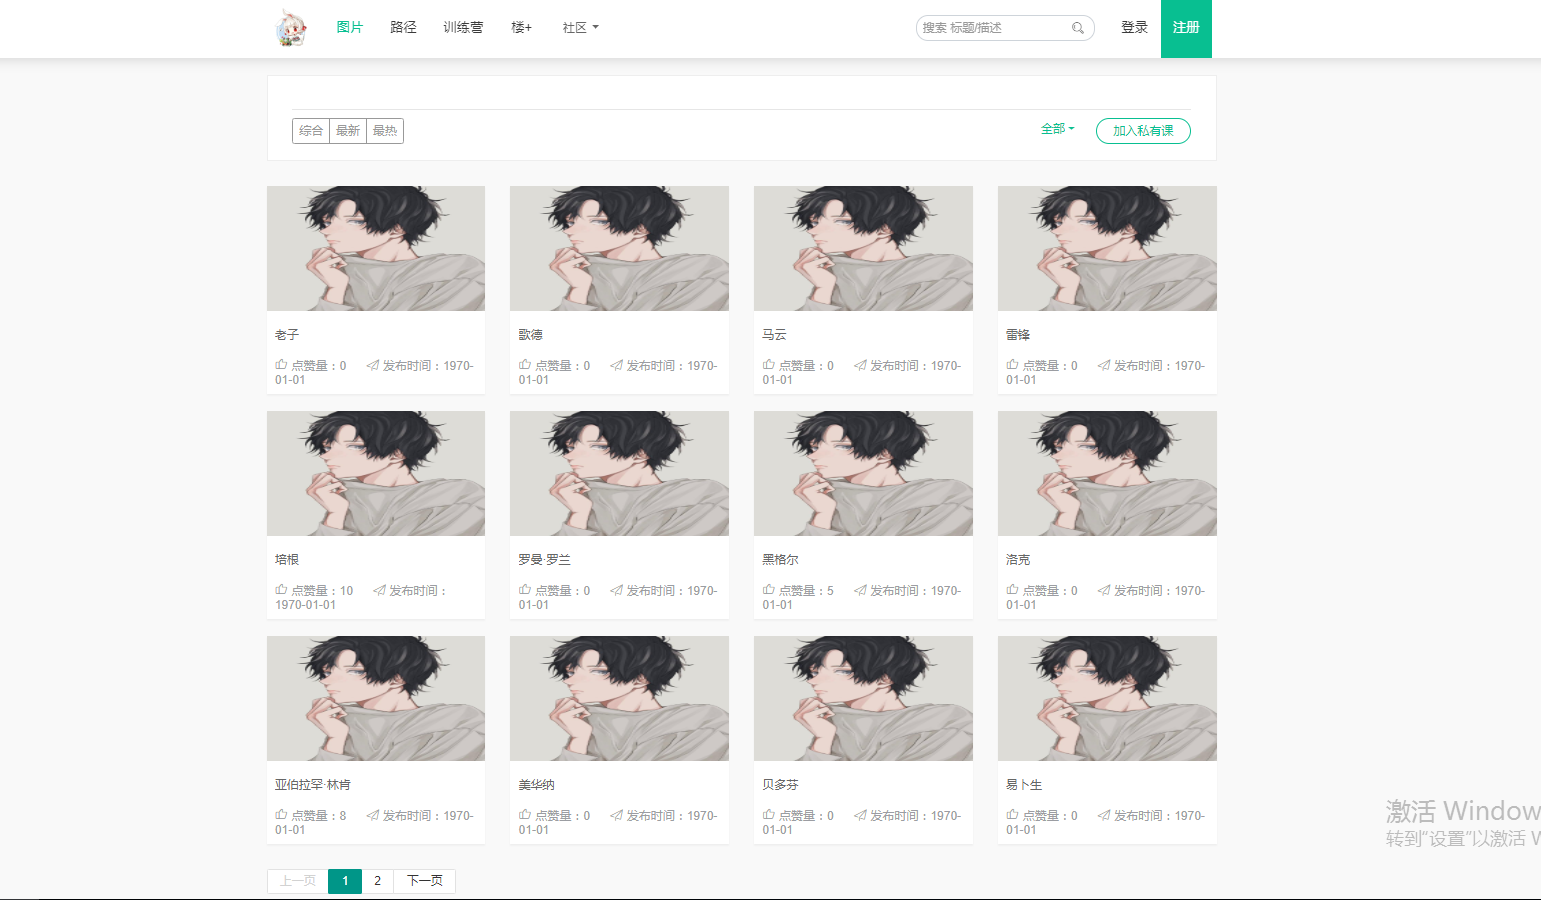 图片 路径 训练营 楼+ 社区 搜索 标题/描述 登录 注册
综合 最新 最热 全部 加入私有课
老子 歌德 马云 雷锋
点赞量：0 发布时间：1970- 点赞量：0 发布时间：1970- 点赞量：0 发布时间：1970- 点赞量：0 发布时间：1970-
01-01 01-01 01-01 01-01
培根 罗曼·罗兰 黑格尔 洛克
点赞量：10 发布时间： 点赞量：0 发布时间：1970- 点赞量：5 发布时间：1970- 点赞量：0 发布时间：1970-
1970-01-01 01-01 01-01 01-01
亚伯拉罕·林肯 美华纳 贝多芬 易卜生
点赞量：8 发布时间：1970- 点赞量：0 发布时间：1970- 点赞量：0 发布时间：1970- 点赞量：0 发布时间：1970-
01-01 01-01 01-01 01-01
激活 Window
转到“设置”以激活 W
上一页 1 2 下一页